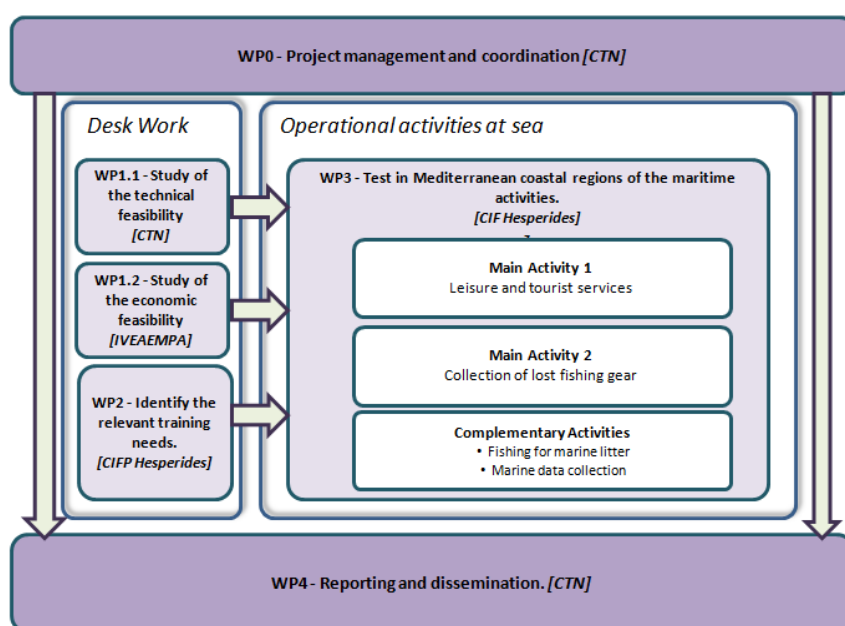 WP0 - Project management and coordination [CTN]
Desk Work
Operational activities at sea
WP1.1 - Study of
the technical
feasibility
[CTN]
WP1.2 - Study of
the economic
feasibility
[IVEAEMPA]
WP2 - Identify the
relevant training
needs.
[CIFP Hesperides]
WP3 - Test in Mediterranean coastal regions of the maritime
activities.
[CIF Hesperides]
Main Activity 1
Leisure and tourist services
Main Activity 2
Collection of lost fishing gear
Complementary Activities
• Fishing for marine litter
• Marine data collection
WP4 - Reporting and dissemination. [CTN]